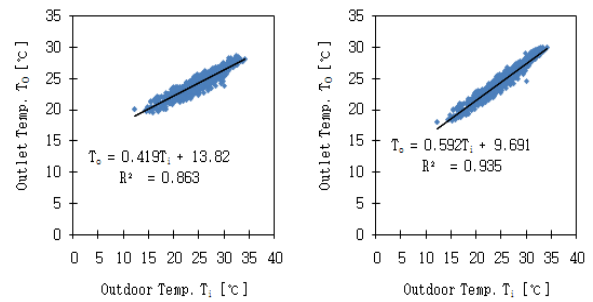 35
30
25
20
15
10
5
0
Outlet Temp. Tₒ [℃]
Tₒ = 0.419Tᵢ + 13.82
R² = 0.863
0 5 10 15 20 25 30 35 40
Outdoor Temp. Tᵢ [℃]
35
30
25
20
15
10
5
0
Outlet Temp. Tₒ [℃]
Tₒ = 0.592Tᵢ + 9.691
R² = 0.935
0 5 10 15 20 25 30 35 40
Outdoor Temp. Tᵢ [℃]